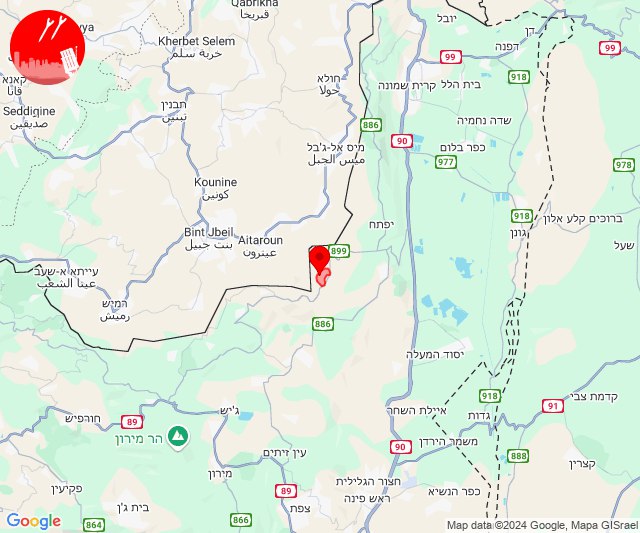 Qabrikha
قبريخا
יובל
דן
99
דפנה
99
Kherbet Selem
خربة سلم
חולא
حولا
קרית שמונה
בית הלל
918
قانا
Seddiqine
صديقين
תבנין
تبنين
886
שדה נחמיה
90
מיס אל-ג'בל
ميس الجبل
כפר בלום
977
978
Kounine
كونين
918
ברוכים קלע אלון
יפתח
גונן
שעל
Bint Jbeil
بنت جبيل
Aitaroun
عيترون
899
עייתא א-שעב
عيتا الشعب
רמיش
رميش
886
יסוד המעלה
918
קדמת צבי
91
איילת השחר
גדות
ג'יש
חורפיש
89
הר מירון
90
משמר הירדן
888
עין זיתים
קצרין
מירון
חצור הגלילית
כפר הנשיא
ראש פינה
פקיעין
89
צפת
בית ג'ן
864
866
Google
Map data ©2024 Google, Mapa GISrael